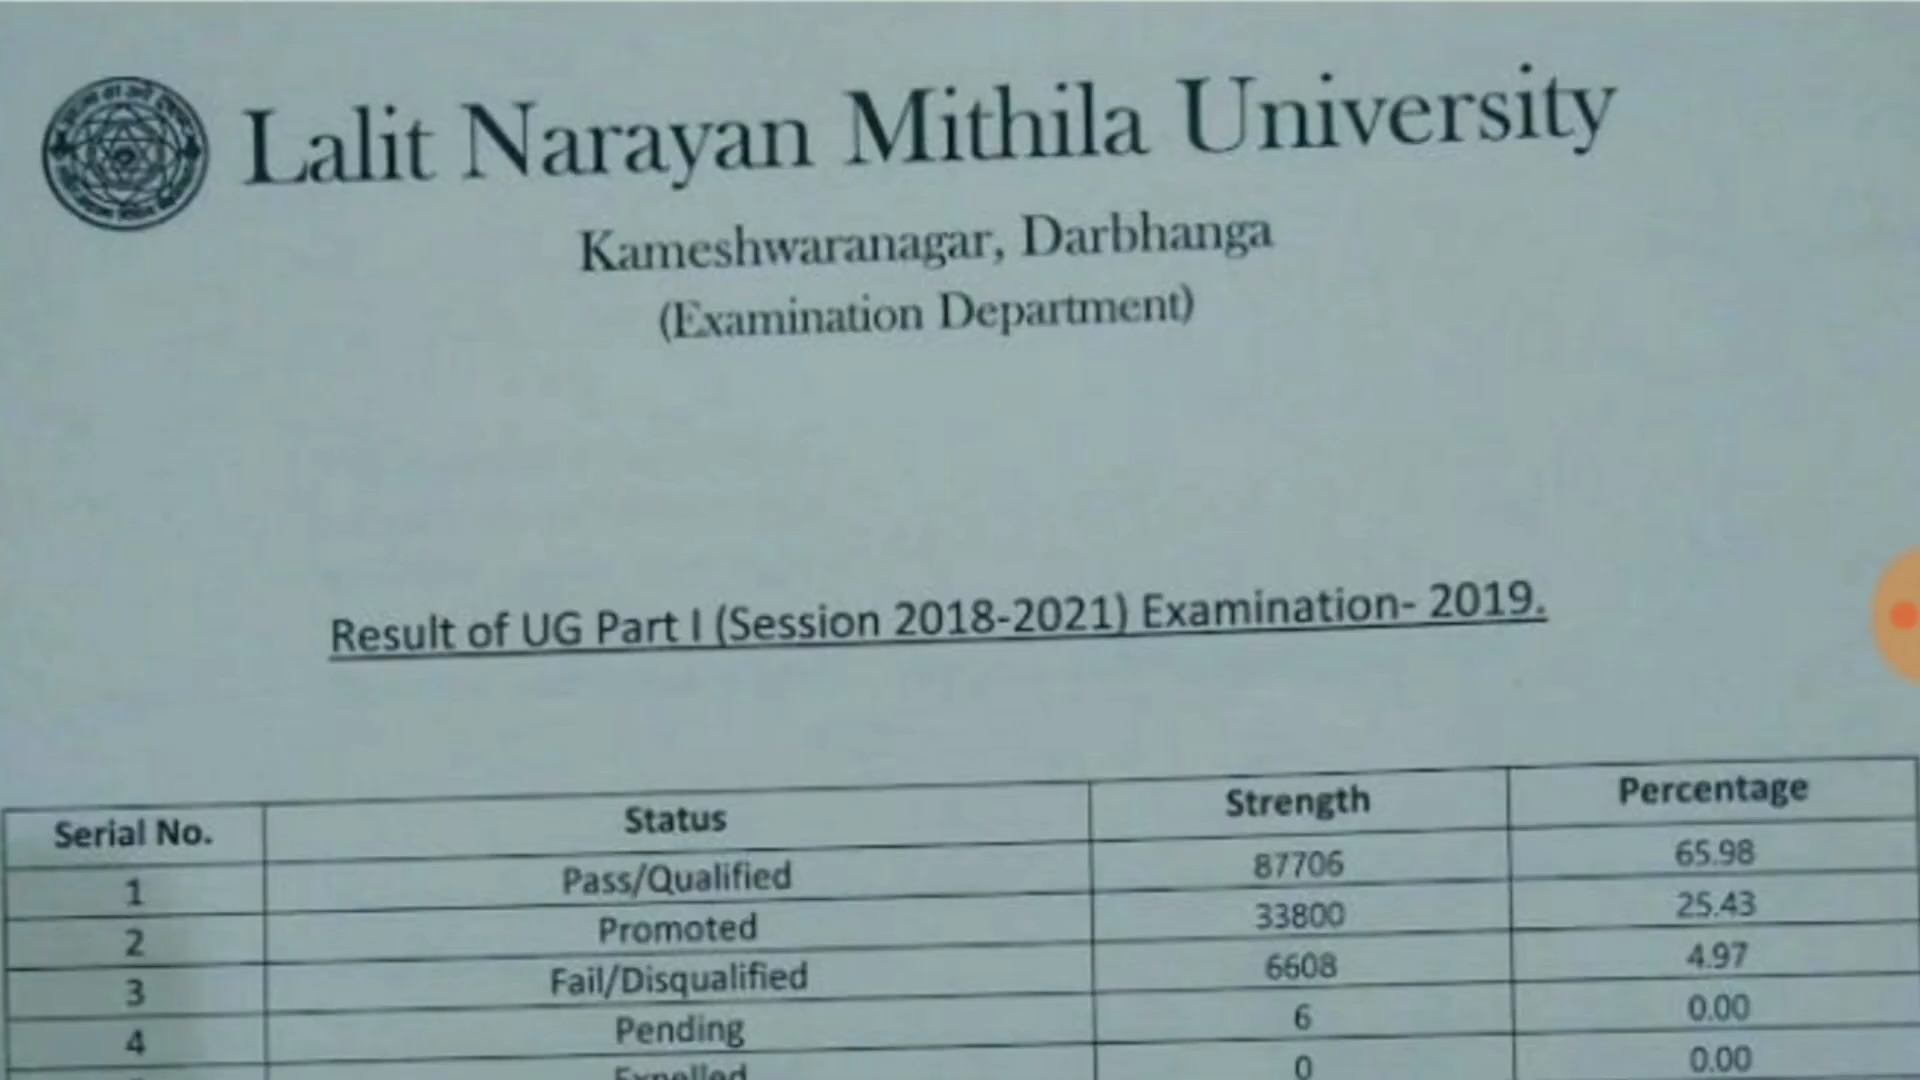 Lalit Narayan Mithila University
Kameshwaranagar, Darbhanga
(Examination Department)
Result of UG Part I (Session 2018-2021) Examination- 2019.
Serial No. Status Strength Percentage
1 Pass/Qualified 87706 65.98
2 Promoted 33800 25.43
3 Fail/Disqualified 6608 4.97
4 Pending 6 0.00
Expelled 0 0.00